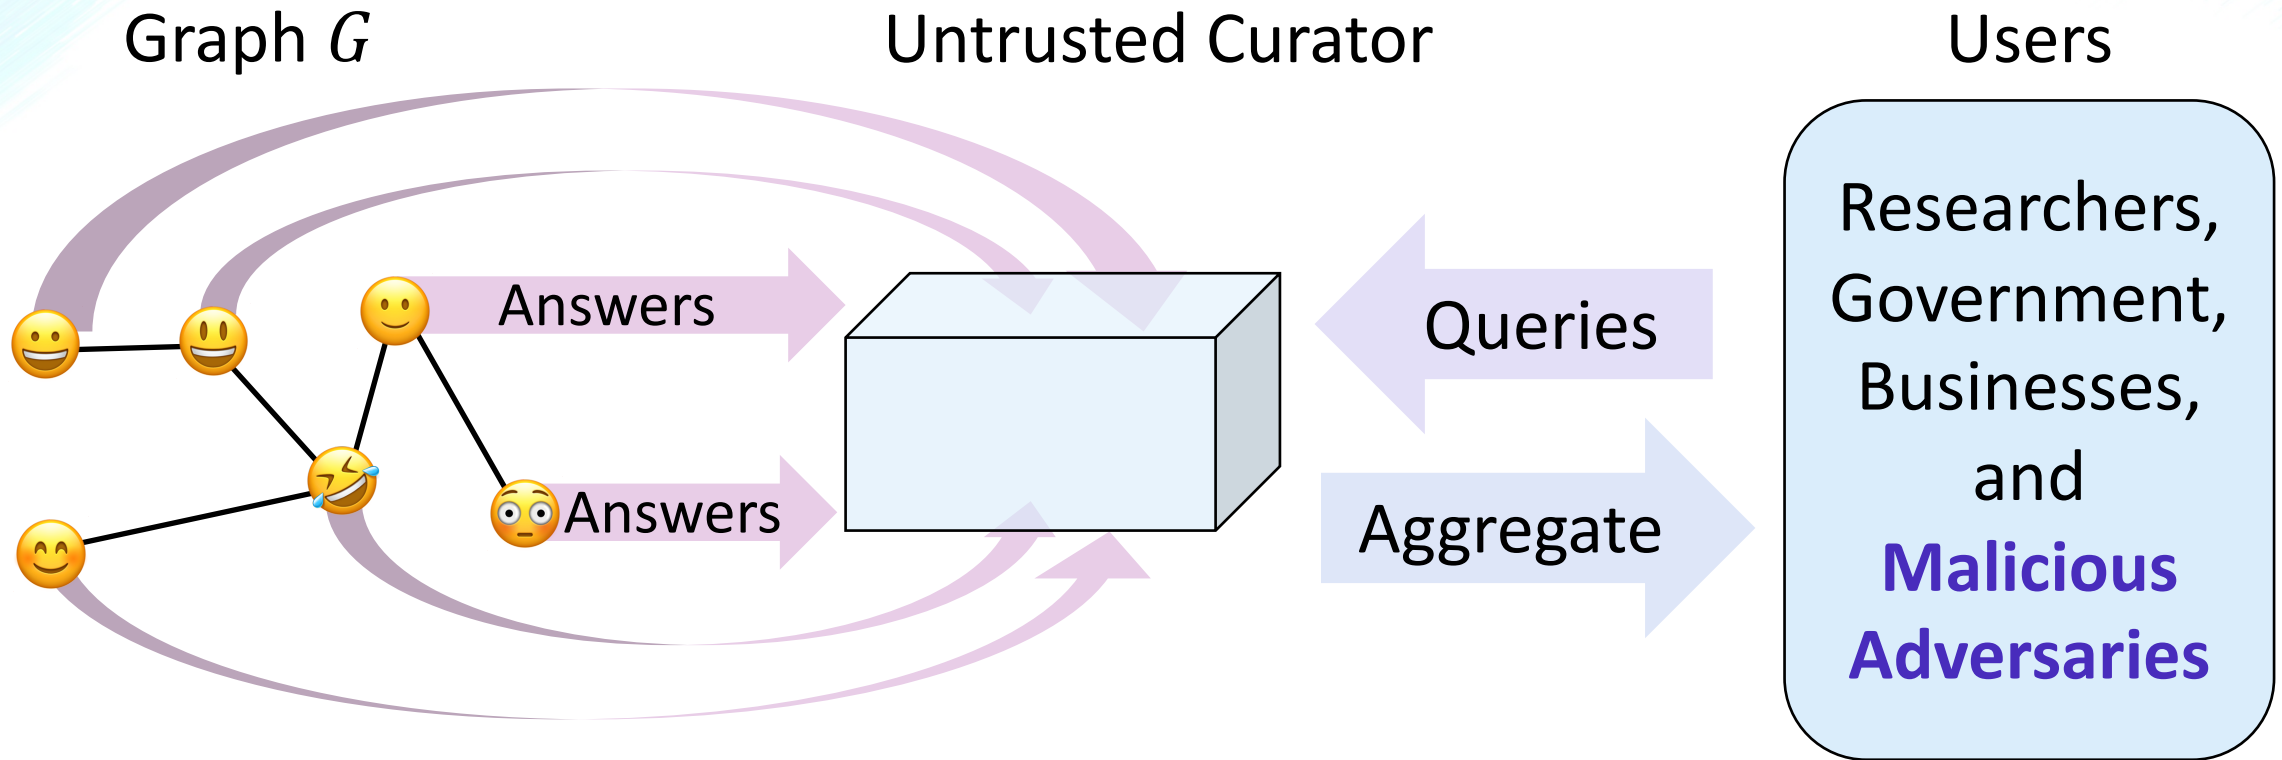 Graph G
Untrusted Curator
Users
Answers
Answers
Queries
Aggregate
Researchers,
Government,
Businesses,
and
Malicious
Adversaries